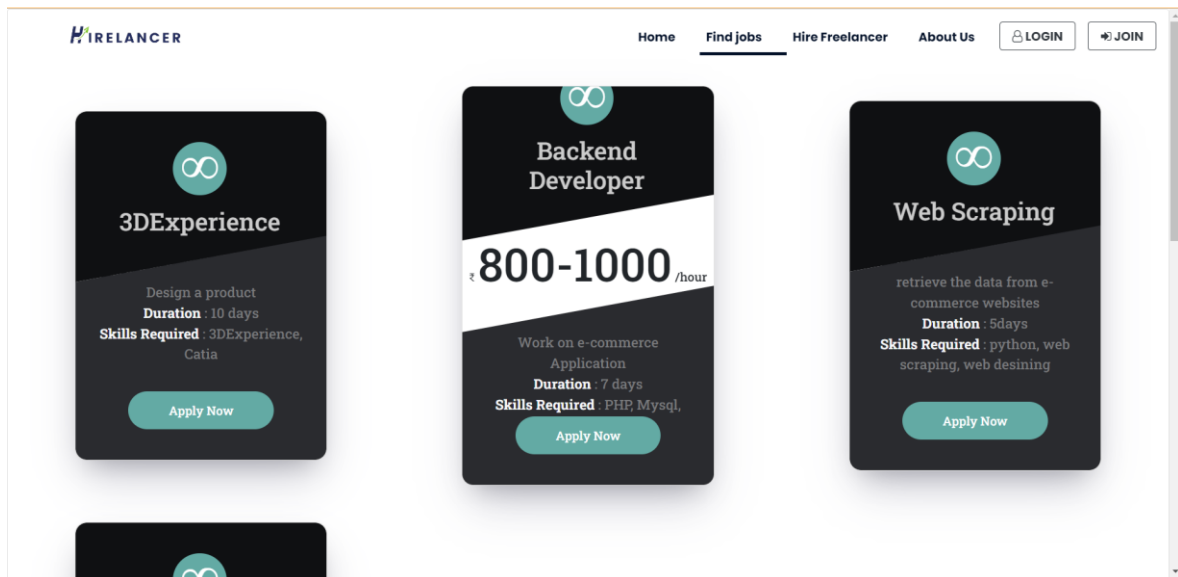 HIRELANCER
Home Find jobs Hire Freelancer About Us LOGIN JOIN
3DExperience
Design a product
Duration : 10 days
Skills Required : 3DExperience,
Catia
Apply Now
Backend
Developer
₹ 800-1000 /hour
Work on e-commerce
Application
Duration : 7 days
Skills Required : PHP, Mysql,
Apply Now
Web Scraping
retrieve the data from e-
commerce websites
Duration : 5days
Skills Required : python, web
scraping, web desining
Apply Now